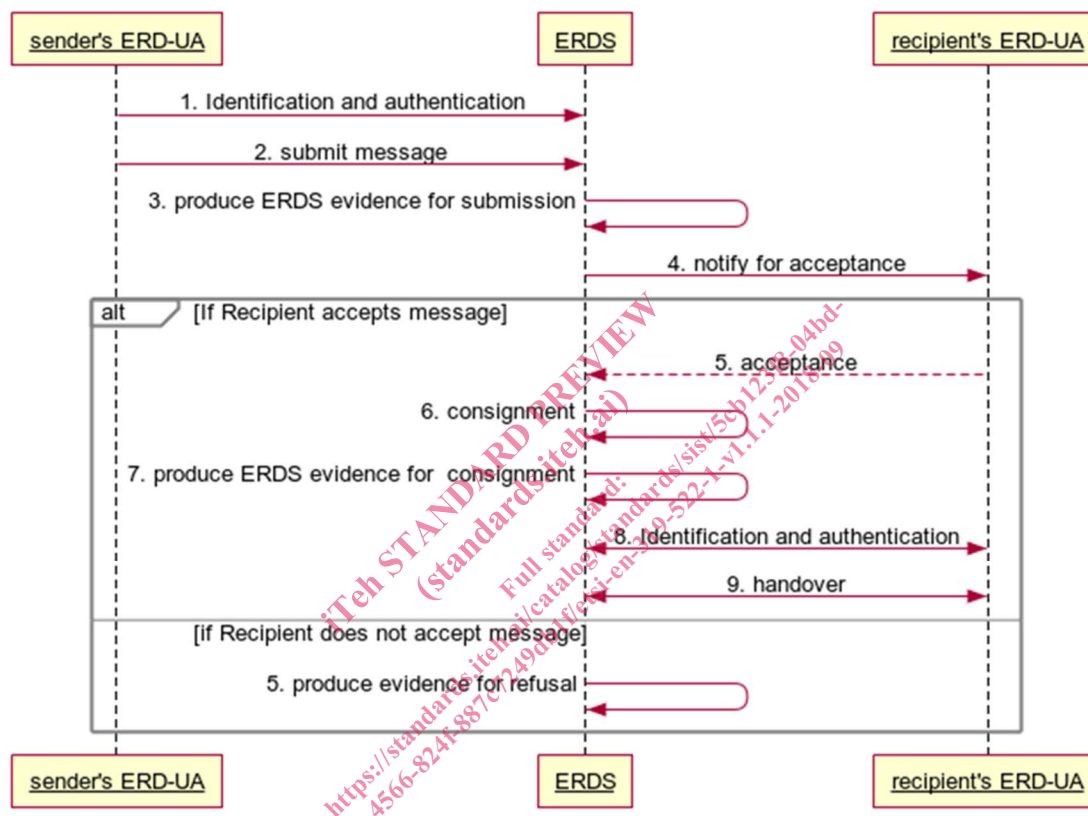 sender's ERD-UA
ERDS
recipient's ERD-UA
1. Identification and authentication
2. submit message
3. produce ERDS evidence for submission
4. notify for acceptance
alt
[If Recipient accepts message]
5. acceptance
6. consignment
7. produce ERDS evidence for consignment
8. Identification and authentication
9. handover
[if Recipient does not accept message]
5. produce evidence for refusal
sender's ERD-UA
ERDS
recipient's ERD-UA
iTeh STANDARD PREVIEW
(standards.iteh.ai)
Full standard: